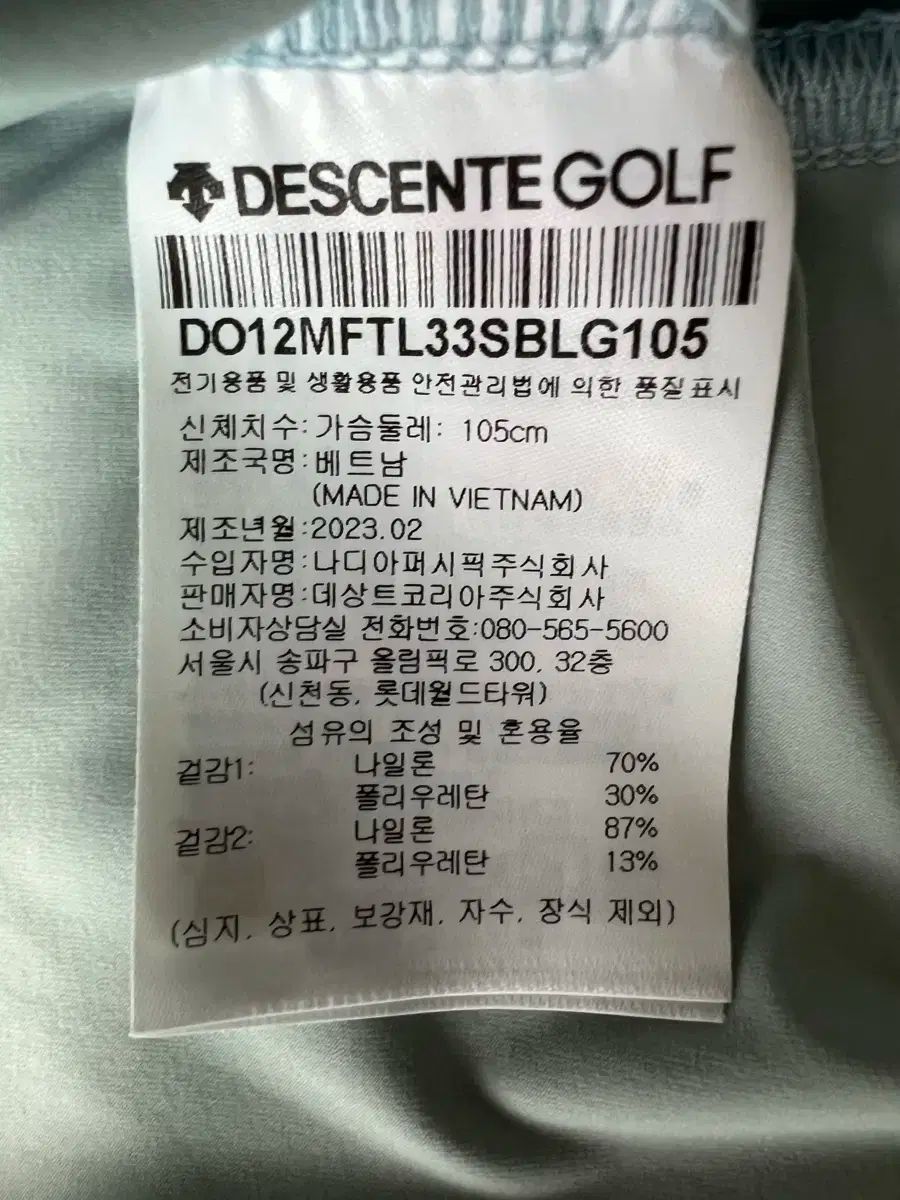 DESCENTE GOLF
DO12MFTL33SBLG105
전기용품 및 생활용품 안전관리법에 의한 품질표시
신체치수: 가슴둘레: 105cm
제조국명:베트남
(MADE IN VIETNAM)
제조년월:2023.02
수입자명:나디아퍼시픽주식회사
판매자명:데상트코리아주식회사
소비자상담실 전화번호:080-565-5600
서울시 송파구 올림픽로 300, 32층
(신천동, 롯데월드타워)
섬유의 조성 및 혼용율
겉감1: 나일론 70%
폴리우레탄 30%
겉감2: 나일론 87%
폴리우레탄 13%
(심지, 상표, 보강재, 자수, 장식 제외)